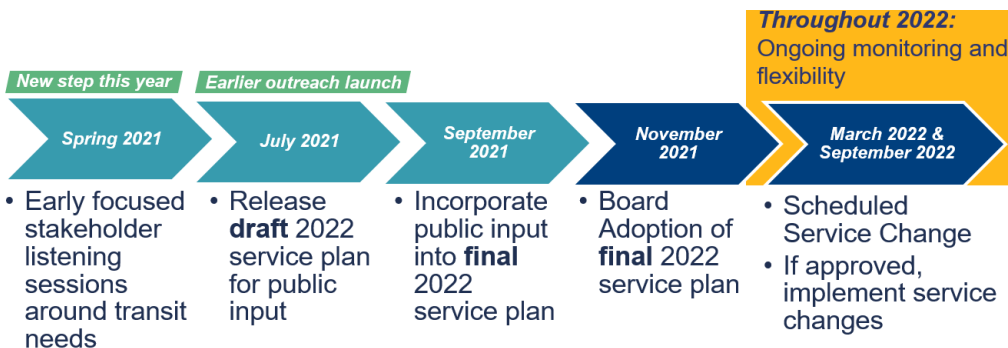 Throughout 2022:
Ongoing monitoring and
flexibility
New step this year
Earlier outreach launch
Spring 2021
July 2021
September
2021
November
2021
March 2022 &
September 2022
• Early focused
stakeholder
listening
sessions
around transit
needs
• Release
draft 2022
service plan
for public
input
• Incorporate
public input
into final
2022
service plan
• Board
Adoption of
final 2022
service plan
• Scheduled
Service Change
• If approved,
implement service
changes